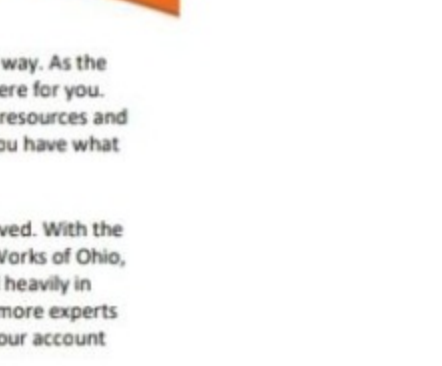 way. As the
ere for you.
resources and
ou have what
ved. With the
Works of Ohio,
heavily in
more experts
our account